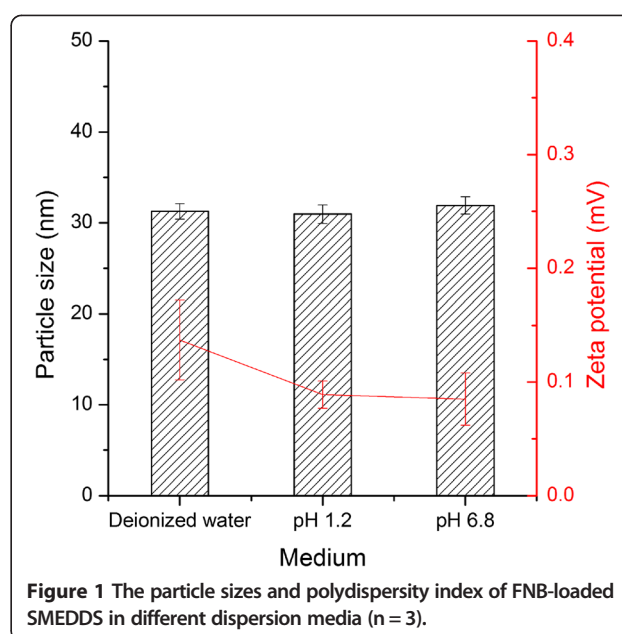 50
40
30
20
10
0
Particle size (nm)
0.4
0.3
0.2
0.1
0.0
Zeta potential (mV)
Deionized water pH 1.2 pH 6.8
Medium
Figure 1 The particle sizes and polydispersity index of FNB-loaded
SMEDDS in different dispersion media (n = 3).